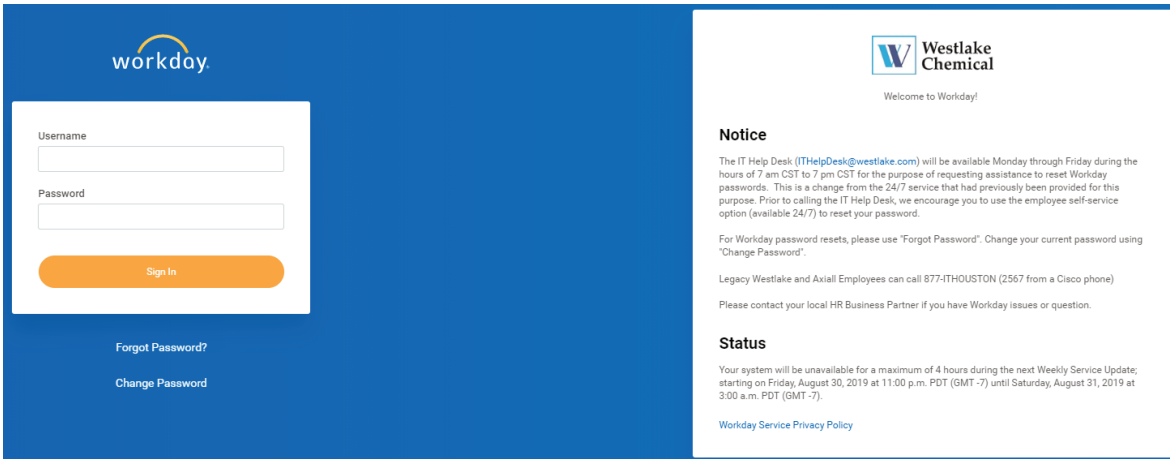 workday.
Username
Password
Sign In
Forgot Password?
Change Password
Westlake
Chemical
Welcome to Workday!
Notice
The IT Help Desk (ITHelpDesk@westlake.com) will be available Monday through Friday during the
hours of 7 am CST to 7 pm CST for the purpose of requesting assistance to reset Workday
passwords. This is a change from the 24/7 service that had previously been provided for this
purpose. Prior to calling the IT Help Desk, we encourage you to use the employee self-service
option (available 24/7) to reset your password.
For Workday password resets, please use "Forgot Password". Change your current password using
"Change Password".
Legacy Westlake and Axiall Employees can call 877-ITHOUSTON (2567 from a Cisco phone)
Please contact your local HR Business Partner if you have Workday issues or question.
Status
Your system will be unavailable for a maximum of 4 hours during the next Weekly Service Update;
starting on Friday, August 30, 2019 at 11:00 p.m. PDT (GMT -7) until Saturday, August 31, 2019 at
3:00 a.m. PDT (GMT -7).
Workday Service Privacy Policy